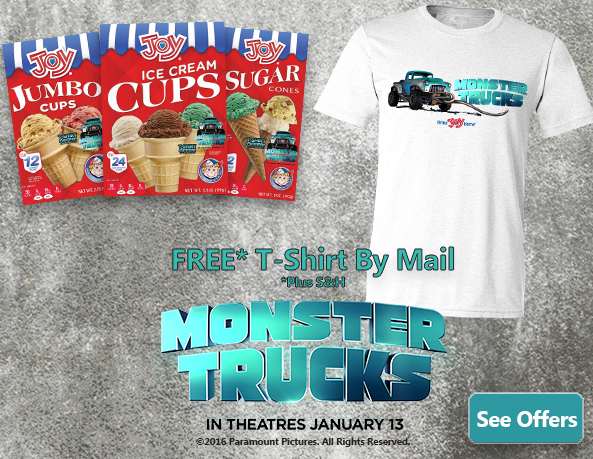 JOY
JUMBO
CUPS
12
JOY
ICE CREAM
CUPS
24
JOY
SUGAR
CONES
MONSTER
TRUCKS
JOY
FREE* T-Shirt By Mail
*Plus S&H
MONSTER
TRUCKS
IN THEATRES JANUARY 13
©2016 Paramount Pictures. All Rights Reserved.
See Offers